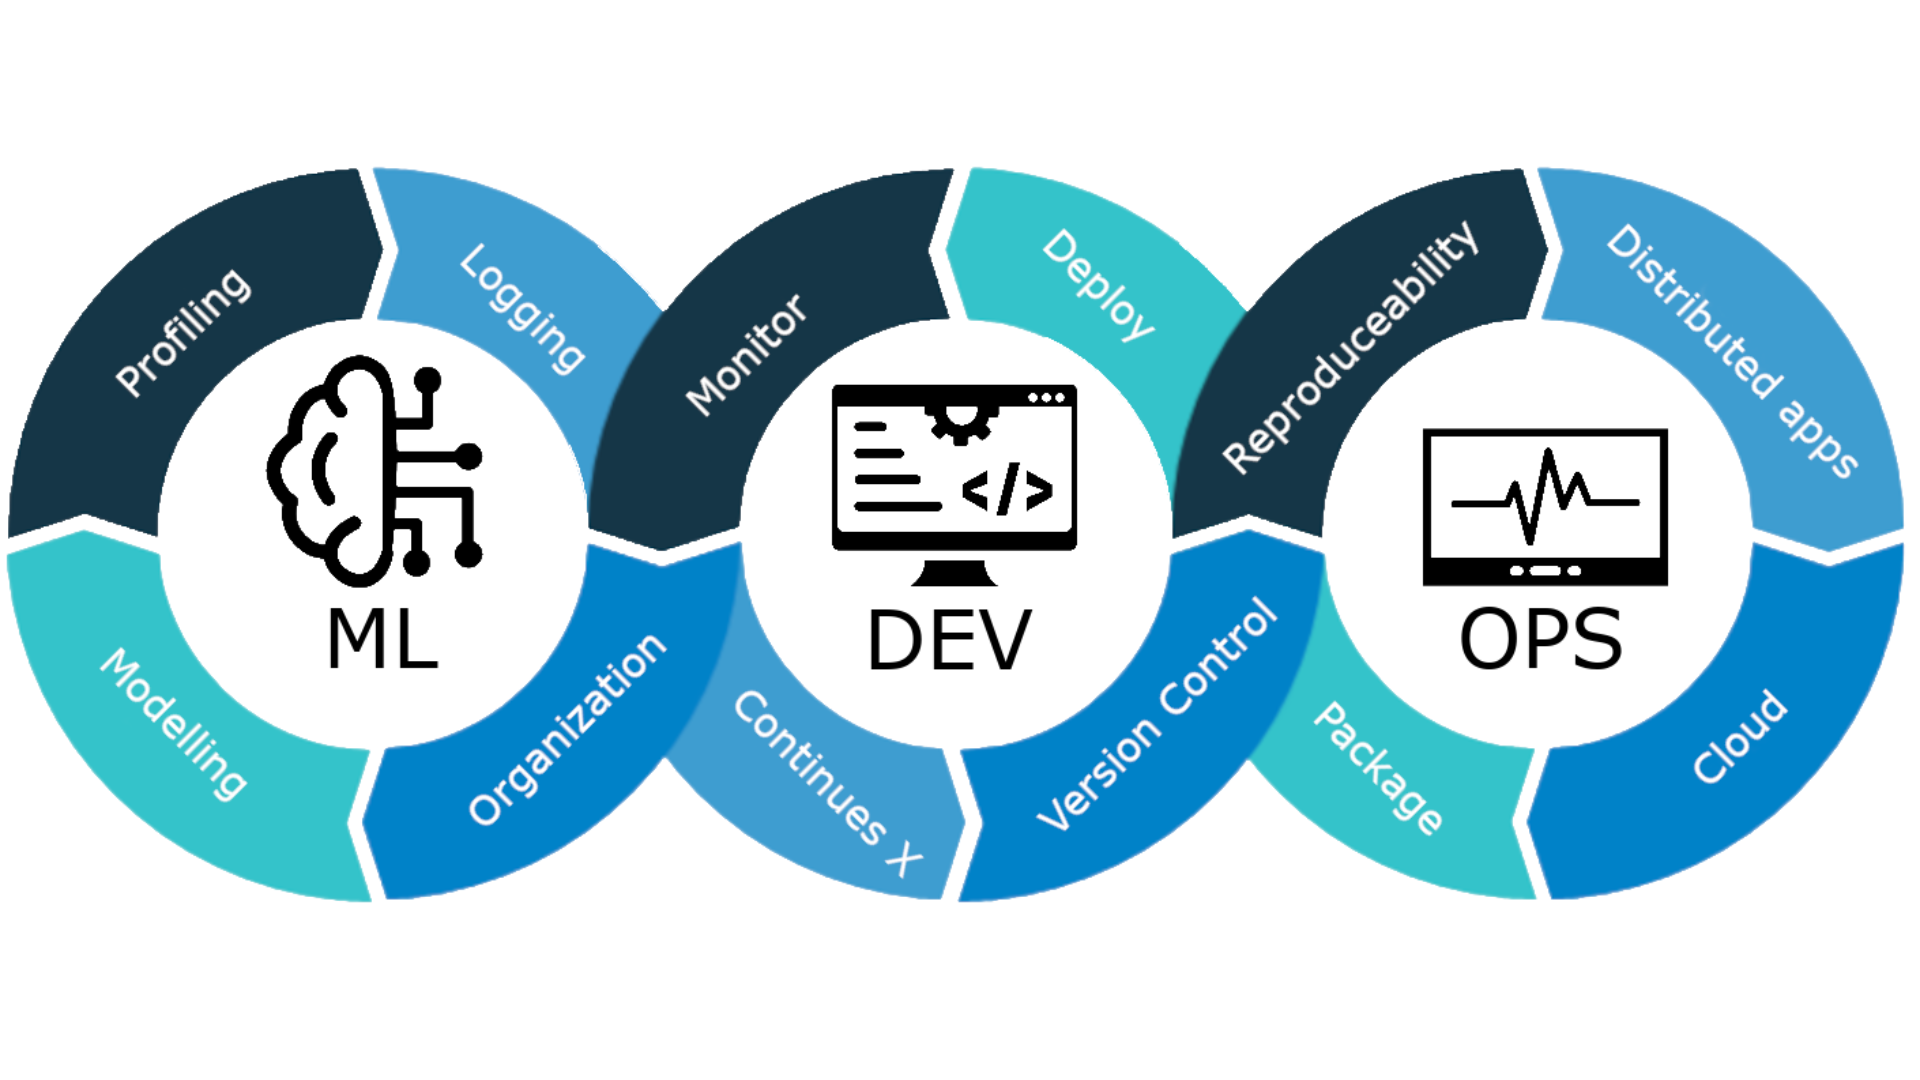 Profiling
Logging
Modelling
Organization
ML
Monitor
Deploy
Continues X
Version Control
DEV
Reproduceability
Distributed apps
Package
Cloud
OPS